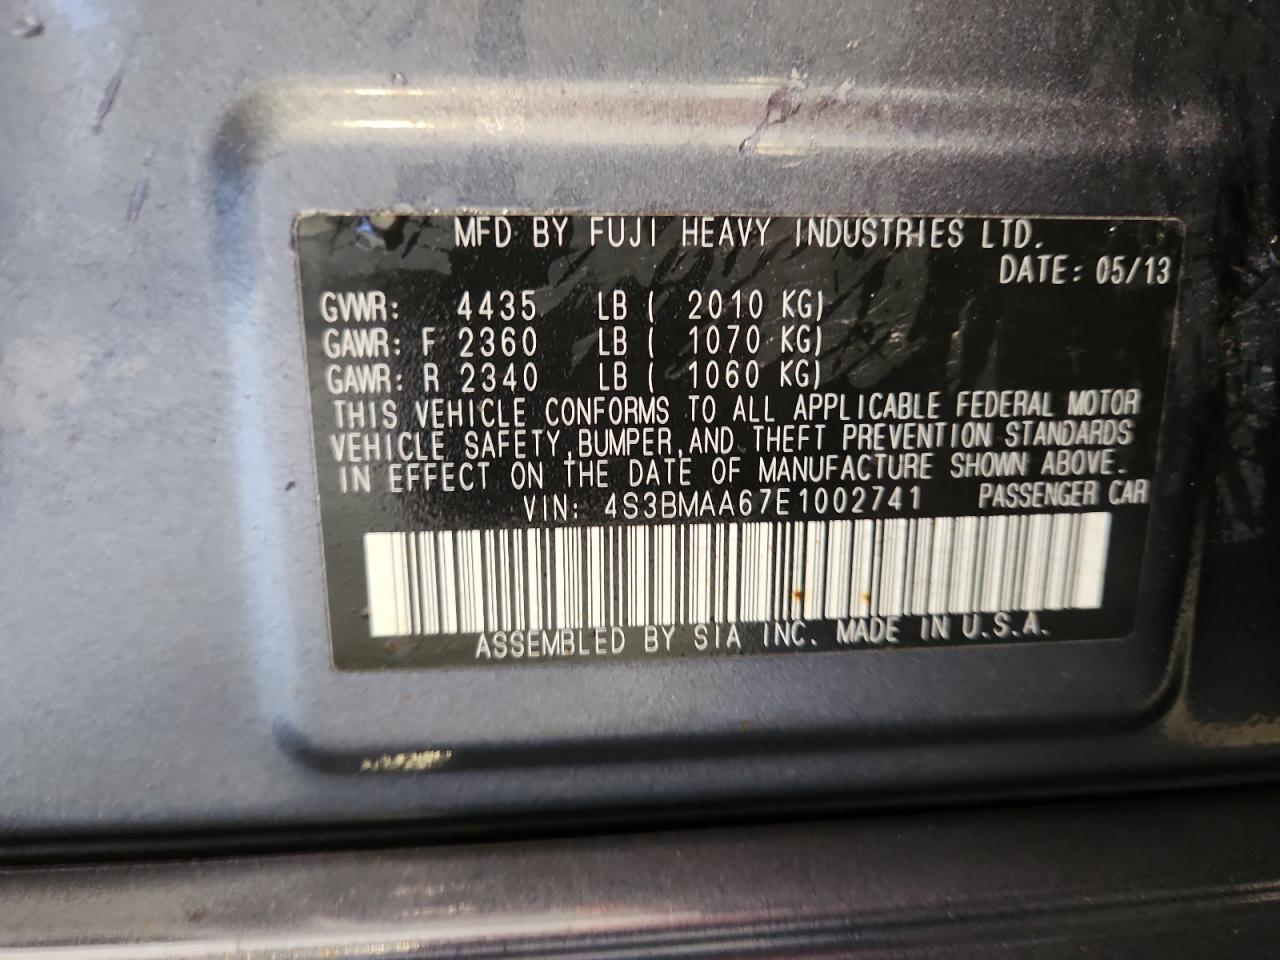 MFD BY FUJI HEAVY INDUSTRIES LTD.
DATE: 05/13
GVWR: 4435 LB ( 2010 KG)
GAWR: F 2360 LB ( 1070 KG)
GAWR: R 2340 LB ( 1060 KG)
THIS VEHICLE CONFORMS TO ALL APPLICABLE FEDERAL MOTOR
VEHICLE SAFETY, BUMPER, AND THEFT PREVENTION STANDARDS
IN EFFECT ON THE DATE OF MANUFACTURE SHOWN ABOVE.
VIN: 4S3BMAA67E1002741 PASSENGER CAR
ASSEMBLED BY SIA INC. MADE IN U.S.A.